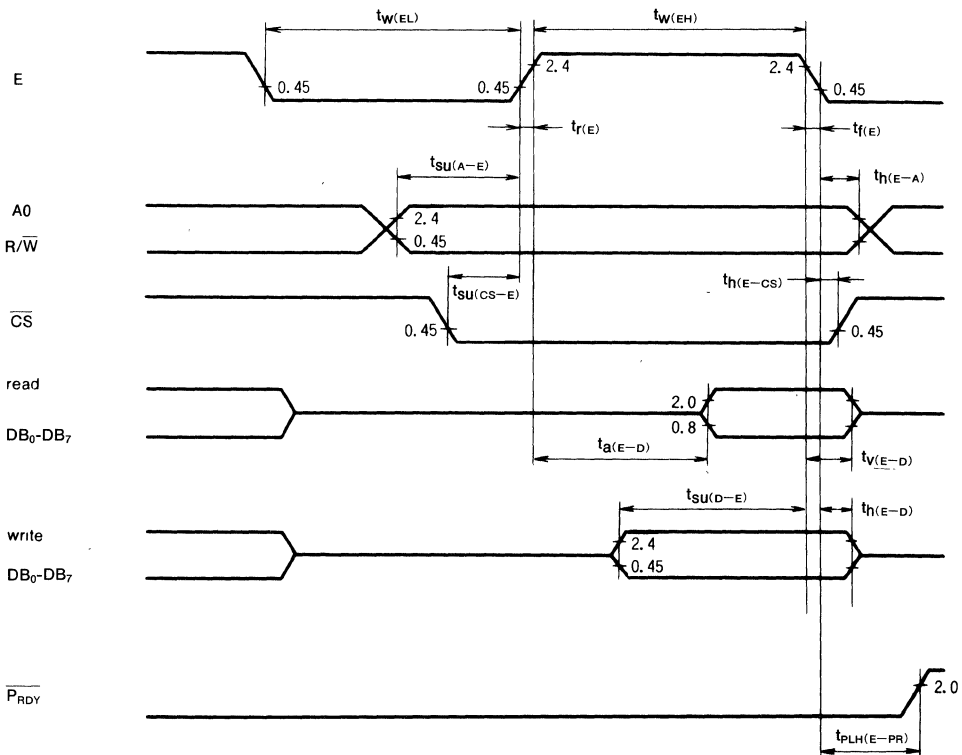 tw(EL)
tw(EH)
E
0.45
0.45
2.4
2.4
0.45
tr(E)
tf(E)
tsu(A−E)
th(E−A)
A0
2.4
R/W̅
0.45
tsu(CS−E)
th(E−CS)
C̅S̅
0.45
0.45
read
2.0
DB₀-DB₇
0.8
ta(E−D)
tv(E−D)
tsu(D−E)
th(E−D)
write
2.4
DB₀-DB₇
0.45
P̅R̅D̅Y̅
2.0
tPLH(E−PR)